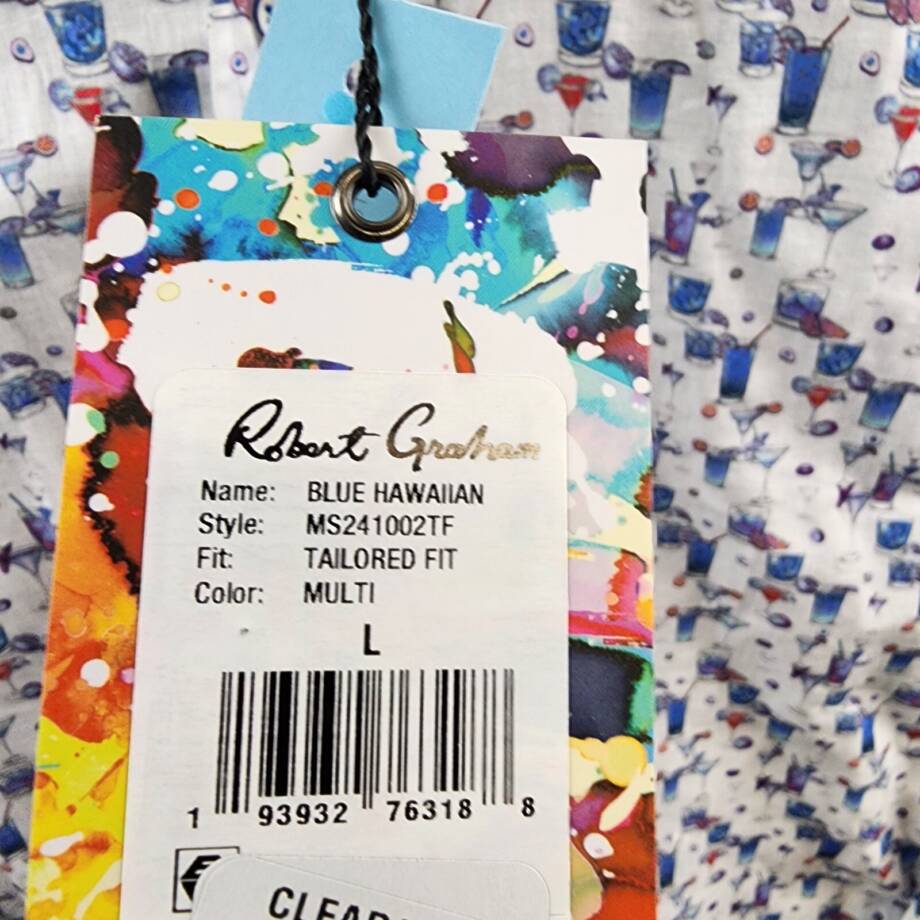 Robert Graham
Name: BLUE HAWAIIAN
Style: MS241002TF
Fit: TAILORED FIT
Color: MULTI
L
1 93932 76318 8